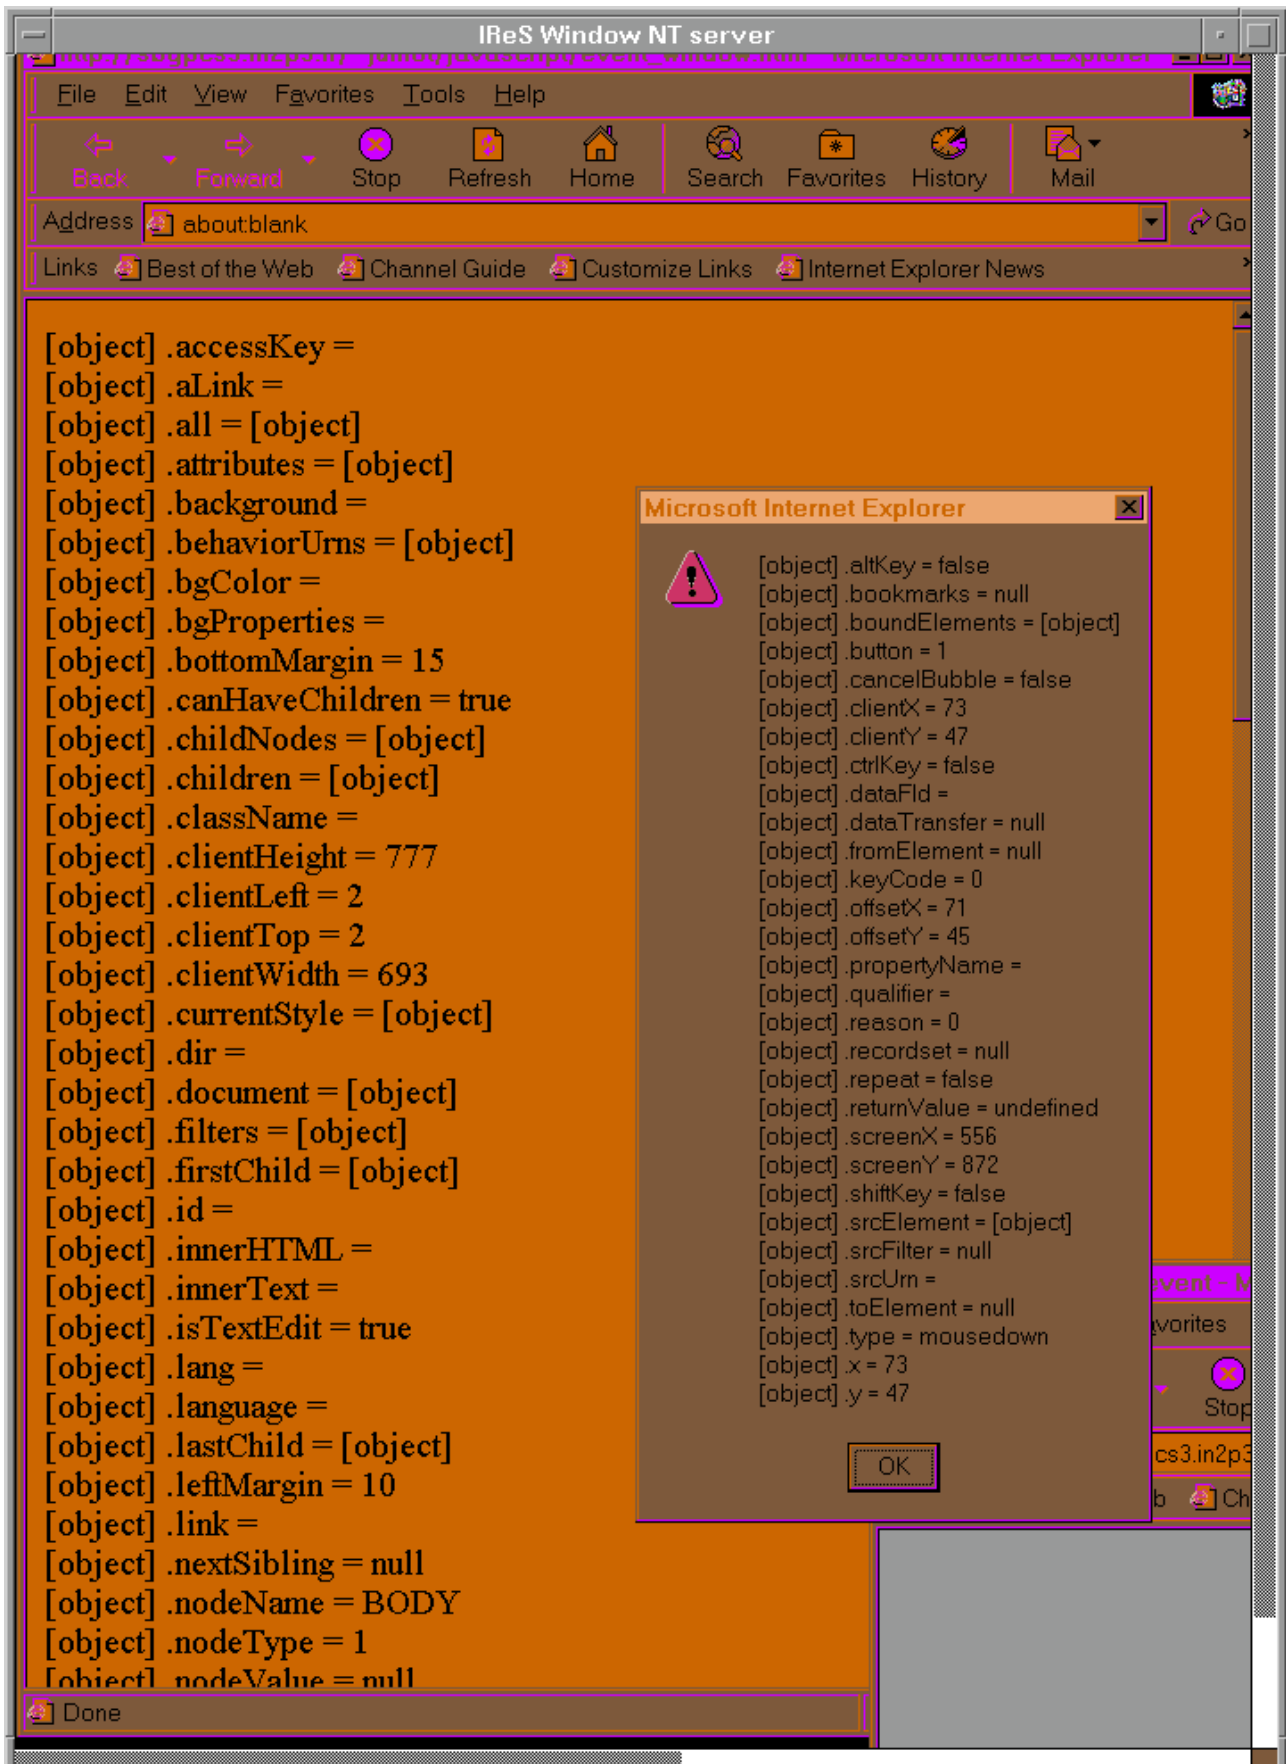 IReS Window NT server
File Edit View Favorites Tools Help
Back Forward Stop Refresh Home Search Favorites History Mail
Address about:blank Go
Links Best of the Web Channel Guide Customize Links Internet Explorer News
[object] .accessKey =
[object] .aLink =
[object] .all = [object]
[object] .attributes = [object]
[object] .background =
[object] .behaviorUrns = [object]
[object] .bgColor =
[object] .bgProperties =
[object] .bottomMargin = 15
[object] .canHaveChildren = true
[object] .childNodes = [object]
[object] .children = [object]
[object] .className =
[object] .clientHeight = 777
[object] .clientLeft = 2
[object] .clientTop = 2
[object] .clientWidth = 693
[object] .currentStyle = [object]
[object] .dir =
[object] .document = [object]
[object] .filters = [object]
[object] .firstChild = [object]
[object] .id =
[object] .innerHTML =
[object] .innerText =
[object] .isTextEdit = true
[object] .lang =
[object] .language =
[object] .lastChild = [object]
[object] .leftMargin = 10
[object] .link =
[object] .nextSibling = null
[object] .nodeName = BODY
[object] .nodeType = 1
[object] .nodeValue = null
Done
Microsoft Internet Explorer
[object] .altKey = false
[object] .bookmarks = null
[object] .boundElements = [object]
[object] .button = 1
[object] .cancelBubble = false
[object] .clientX = 73
[object] .clientY = 47
[object] .ctrlKey = false
[object] .dataFld =
[object] .dataTransfer = null
[object] .fromElement = null
[object] .keyCode = 0
[object] .offsetX = 71
[object] .offsetY = 45
[object] .propertyName =
[object] .qualifier =
[object] .reason = 0
[object] .recordset = null
[object] .repeat = false
[object] .returnValue = undefined
[object] .screenX = 556
[object] .screenY = 872
[object] .shiftKey = false
[object] .srcElement = [object]
[object] .srcFilter = null
[object] .srcUrn =
[object] .toElement = null
[object] .type = mousedown
[object] .x = 73
[object] .y = 47
OK
event - M
vorites
Stop
cs3.in2p3
b Ch